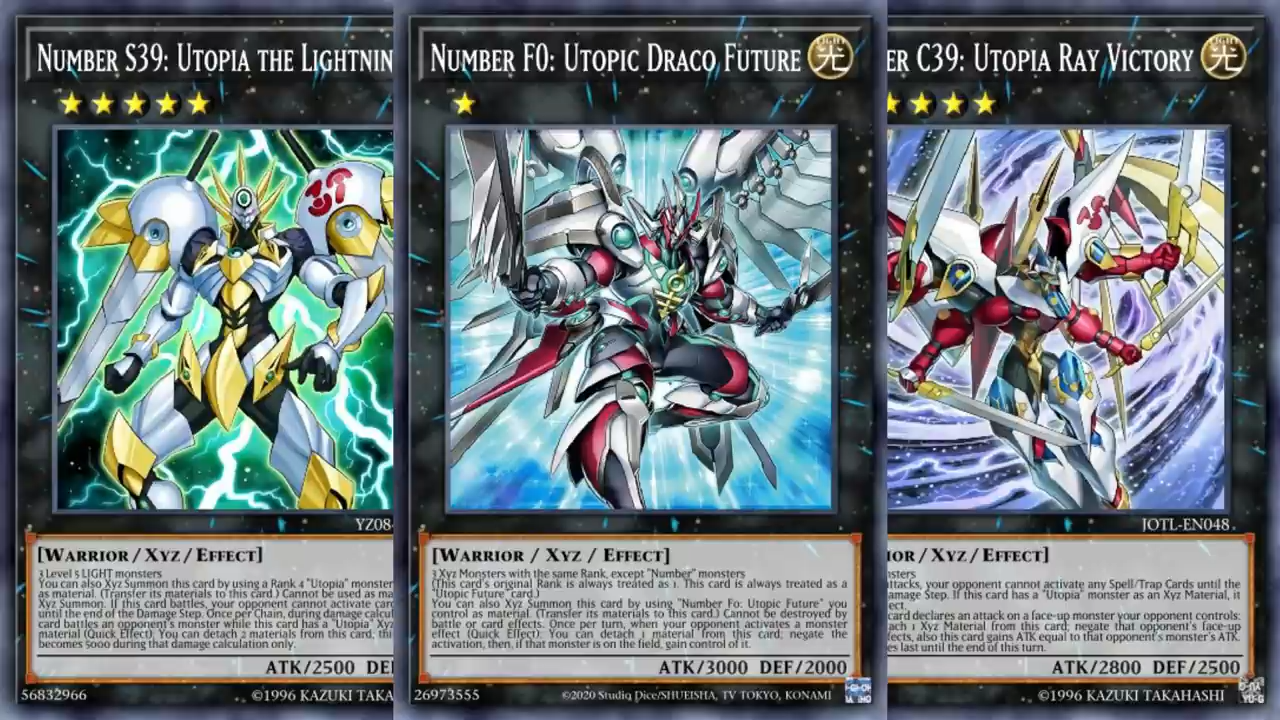 NUMBER S39: UTOPIA THE LIGHTNIN
YZ08-
[WARRIOR / XYZ / EFFECT]
3 Level 5 LIGHT monsters
You can also Xyz Summon this card by using a Rank 4 "Utopia" monster
as material. (Transfer its materials to this card.) Cannot be used as ma
Xyz Summon. If this card battles, your opponent cannot activate car
until the end of the Damage Step. Once per Chain, during damage calcul
card battles an opponent's monster while this card has a "Utopia" Xyz
material (Quick Effect): You can detach 2 materials from this card; thi
becomes 5000 during that damage calculation only.
ATK/2500 DEF
56832966
©1996 KAZUKI TAKA
NUMBER F0: UTOPIC DRACO FUTURE
LIGHT
光
[WARRIOR / XYZ / EFFECT]
3 Xyz Monsters with the same Rank, except "Number" monsters
(This card's original Rank is always treated as 1. This card is always treated as a
"Utopic Future" card.)
You can also Xyz Summon this card by using "Number F0: Utopic Future" you
control as material. (Transfer its materials to this card.) Cannot be destroyed by
battle or card effects. Once per turn, when your opponent activates a monster
effect (Quick Effect): You can detach 1 material from this card; negate the
activation, then, if that monster is on the field, gain control of it.
ATK/3000 DEF/2000
26973555
©2020 Studio Dice/SHUEISHA, TV TOKYO, KONAMI
ER C39: UTOPIA RAY VICTORY
LIGHT
光
39
JOTL-EN048
IOR / XYZ / EFFECT]
nsters
attacks, your opponent cannot activate any Spell/Trap Cards until the
amage Step. If this card has a "Utopia" monster as an Xyz Material, it
ect.
card declares an attack on a face-up monster your opponent controls:
ach 1 Xyz Material from this card; negate that opponent's face-up
fects, also this card gains ATK equal to that opponent's monster's ATK.
es last until the end of this turn.
ATK/2800 DEF/2500
©1996 KAZUKI TAKAHASHI